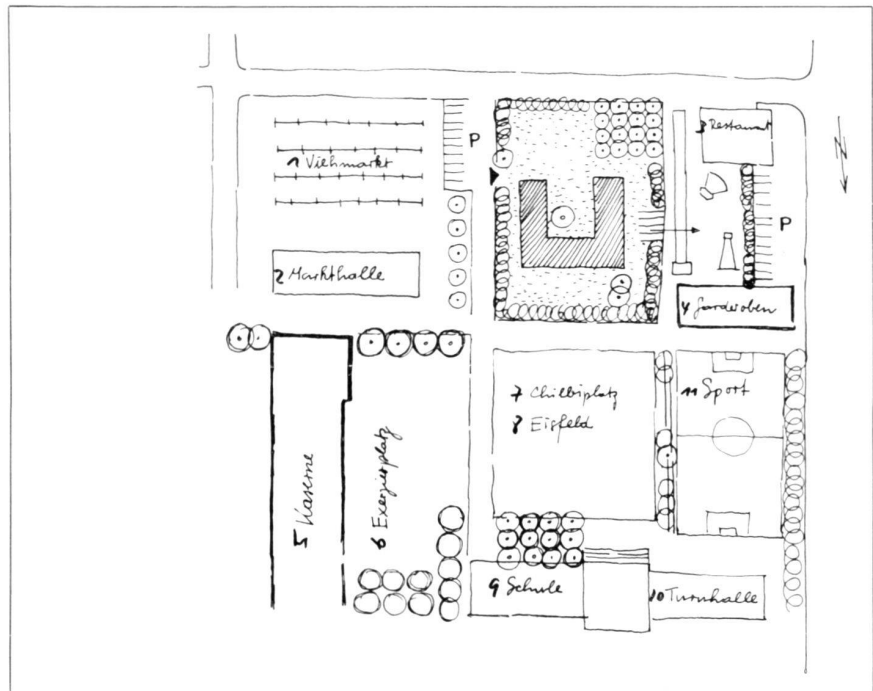 1 Viehmarkt
P
3 Restaurant
P
2 Markthalle
4 Garderoben
5 Kaserne
6 Exerzierplatz
7 Chilbiplatz
8 Eisfeld
11 Sport
9 Schule
10 Turnhalle
N